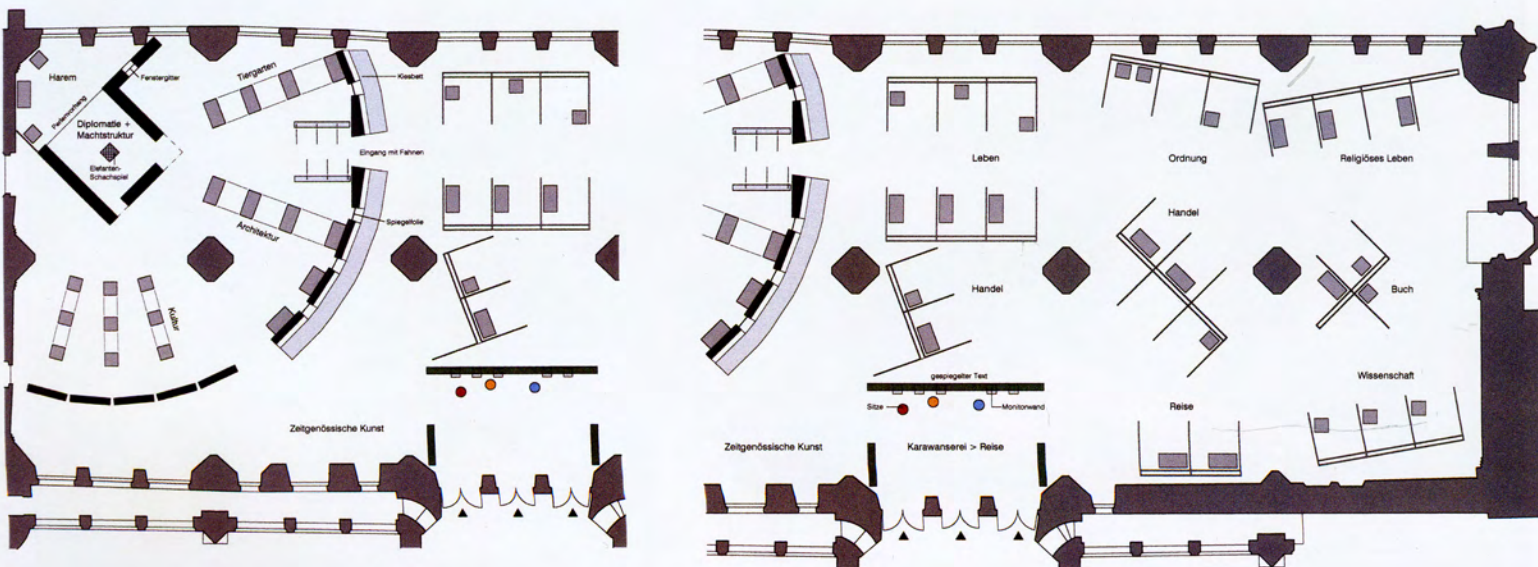 Harem
Fenstergitter
Perlenvorhang
Diplomatie +
Machtstruktur
Elefanten-
Schachspiel
Tiergarten
Kiesbett
Eingang mit Fahnen
Architektur
Spiegelfolie
Kultur
Zeitgenössische Kunst
Leben
Ordnung
Religiöses Leben
Handel
Handel
Buch
gespiegelter Text
Sitze
Monitorwand
Wissenschaft
Reise
Zeitgenössische Kunst
Karawanserei > Reise